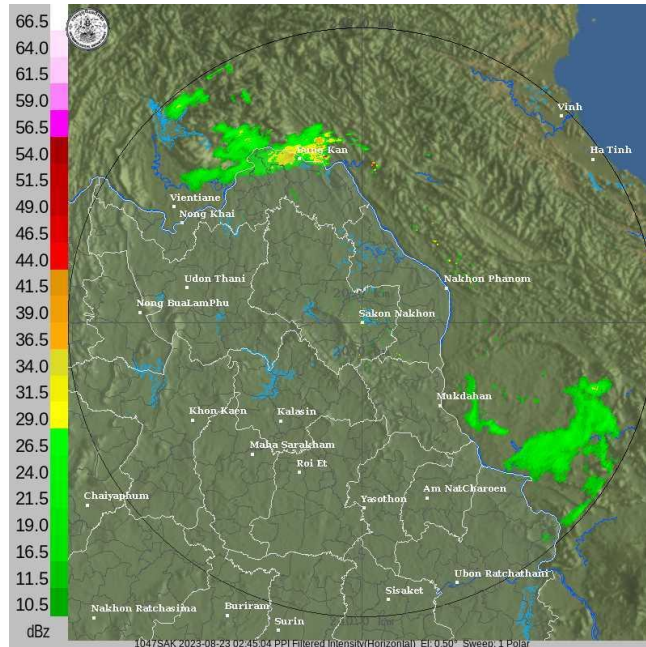 66.5
64.0
61.5
59.0
56.5
54.0
51.5
49.0
46.5
44.0
41.5
39.0
36.5
34.0
31.5
29.0
26.5
24.0
21.5
19.0
16.5
11.5
10.5
dBz
Vinh
Ha Tinh
Kan
Vientiane
Nong Khai
Udon Thani
Nakhon Phanom
Nong BuaLamPhu
Sakon Nakhon
Mukdahan
Khon Kaen
Kalasin
Maha Sarakham
Roi Et
Chaiyaphum
Yasothon
Am NatCharoen
Ubon Ratchathani
Sisaket
Nakhon Ratchasima
Buriram
Surin
1047SAK 2023-08-23 02:45:04 PPI Filtered Intensity(Horizontal) El: 0.50° Sweep: 1 Polar